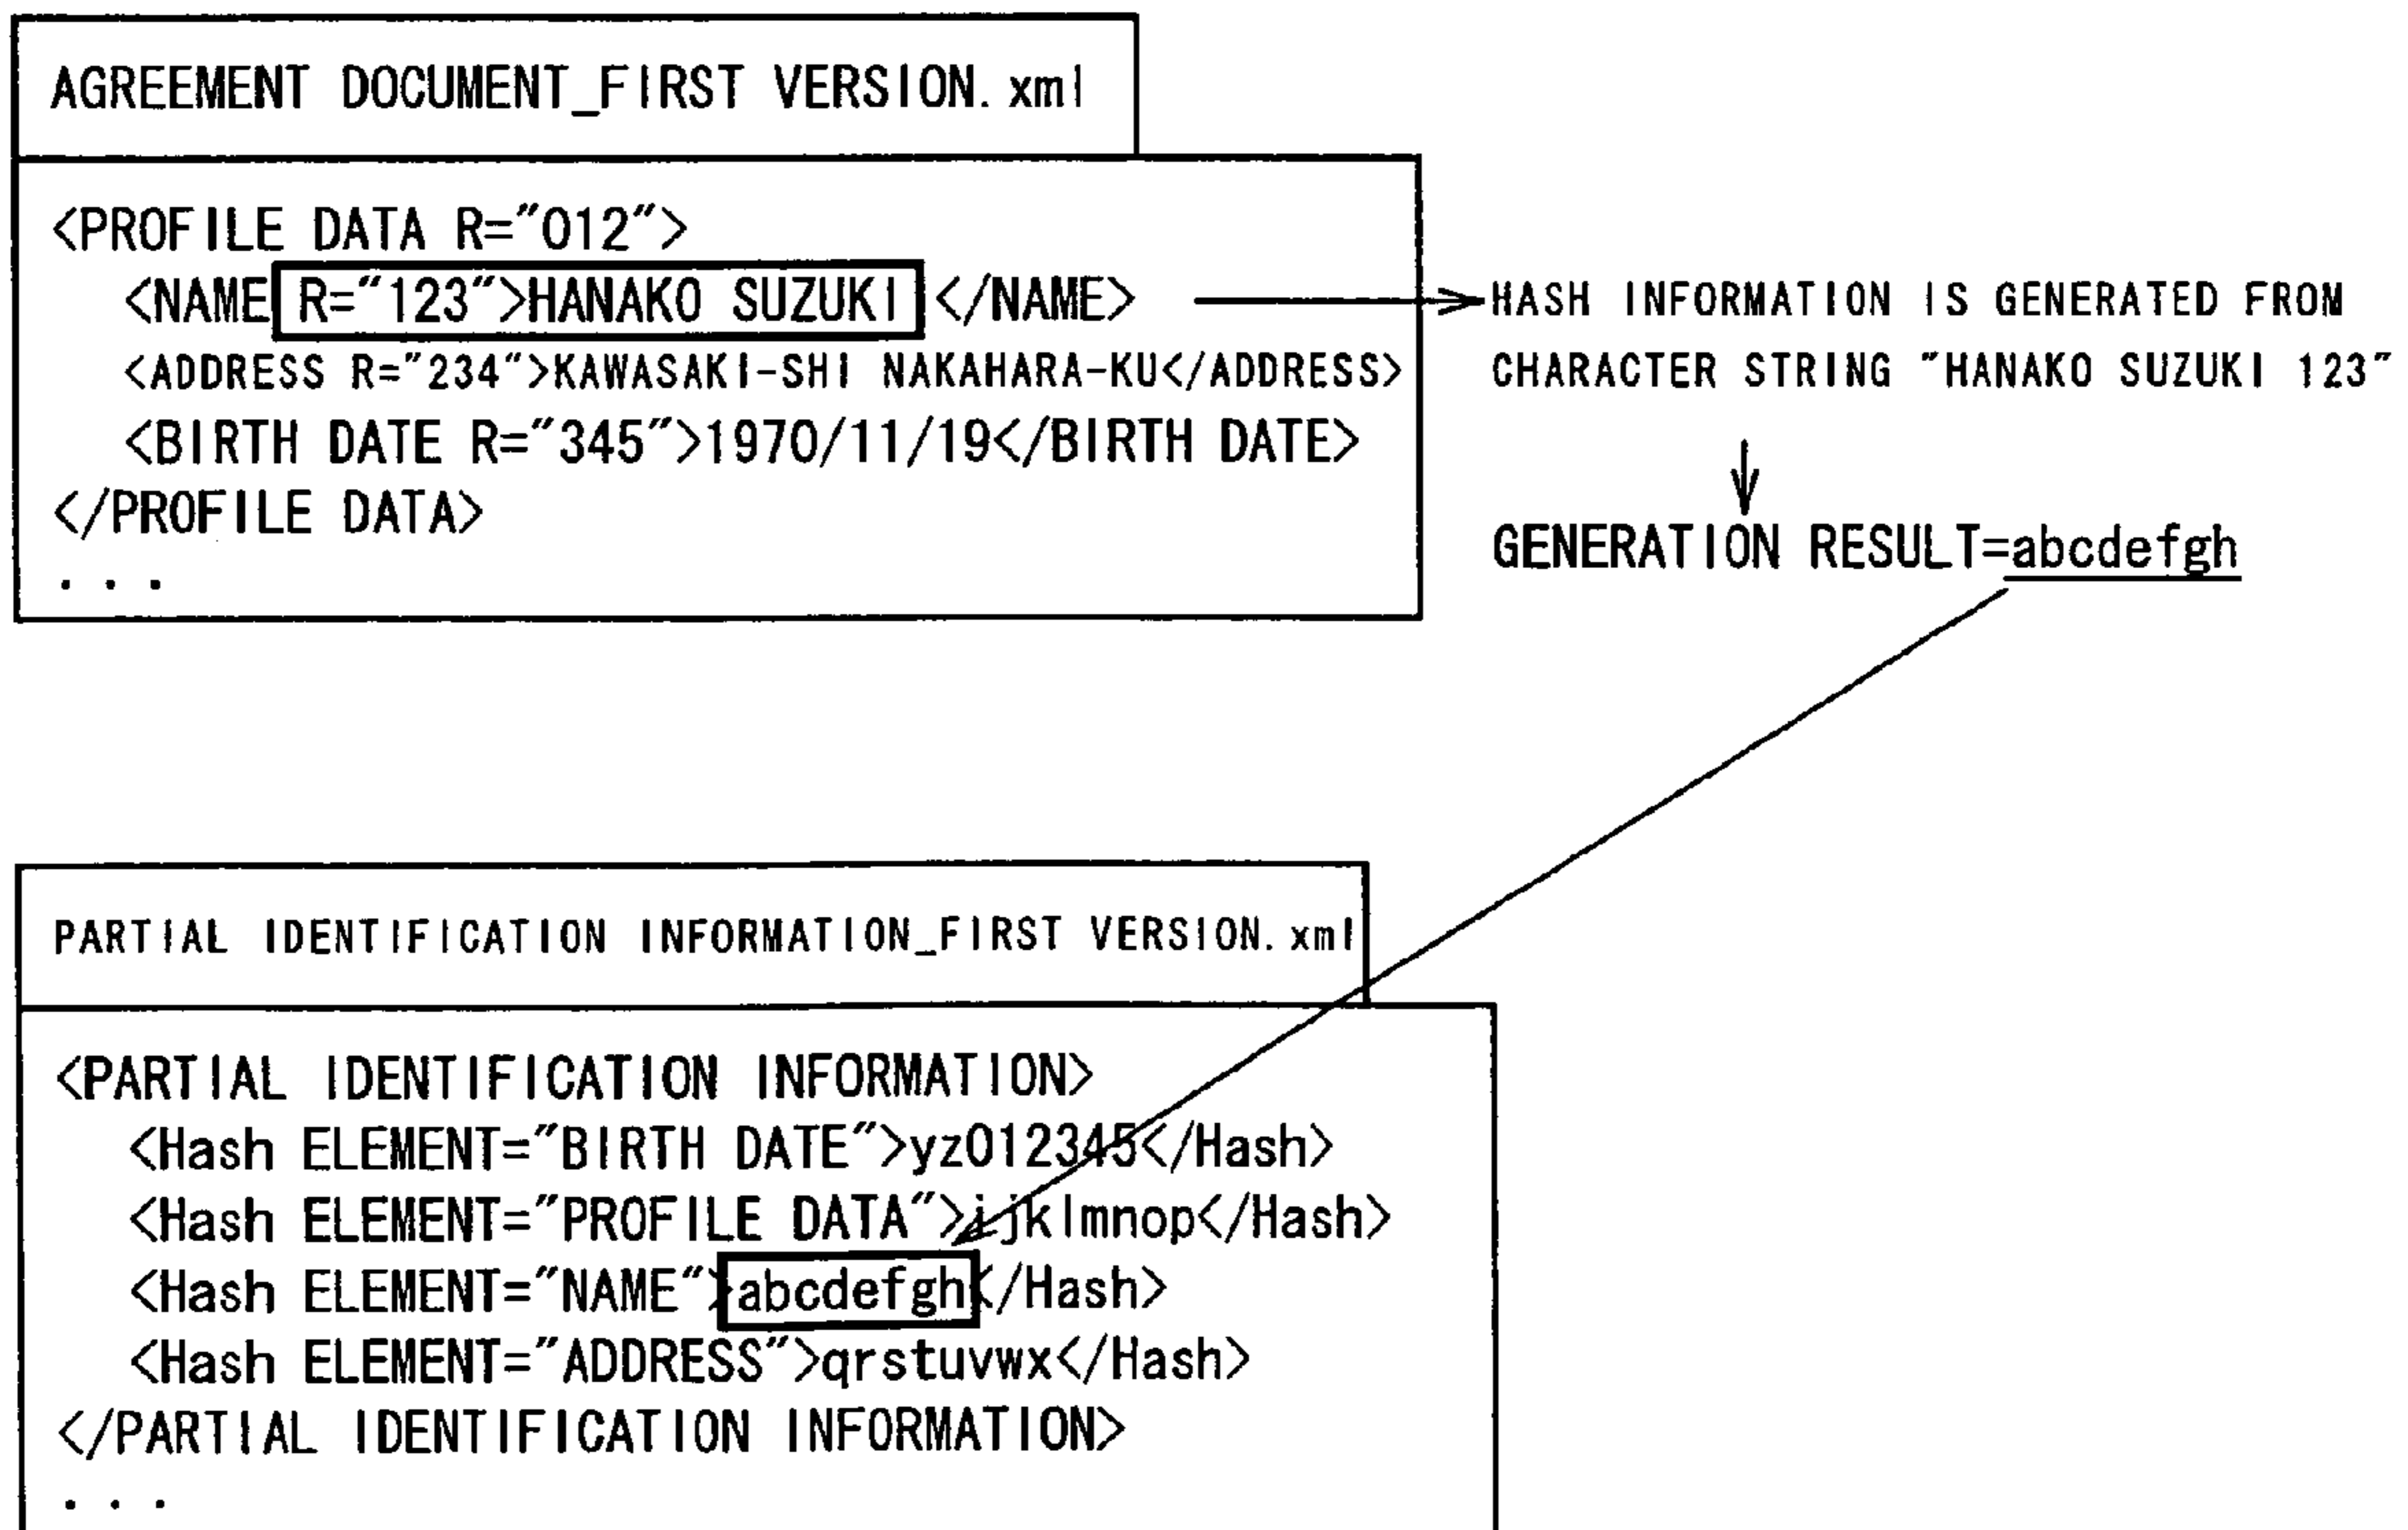 AGREEMENT DOCUMENT_FIRST VERSION.xml
<PROFILE DATA R="012">
<NAME R="123">HANAKO SUZUKI </NAME>
<ADDRESS R="234">KAWASAKI-SHI NAKAHARA-KU</ADDRESS>
<BIRTH DATE R="345">1970/11/19</BIRTH DATE>
</PROFILE DATA>
. . .
HASH INFORMATION IS GENERATED FROM
CHARACTER STRING "HANAKO SUZUKI 123"
GENERATION RESULT=abcdefgh
PARTIAL IDENTIFICATION INFORMATION_FIRST VERSION.xml
<PARTIAL IDENTIFICATION INFORMATION>
<Hash ELEMENT="BIRTH DATE">yz012345</Hash>
<Hash ELEMENT="PROFILE DATA">ijklmnop</Hash>
<Hash ELEMENT="NAME">abcdefgh</Hash>
<Hash ELEMENT="ADDRESS">qrstuvwx</Hash>
</PARTIAL IDENTIFICATION INFORMATION>
. . .